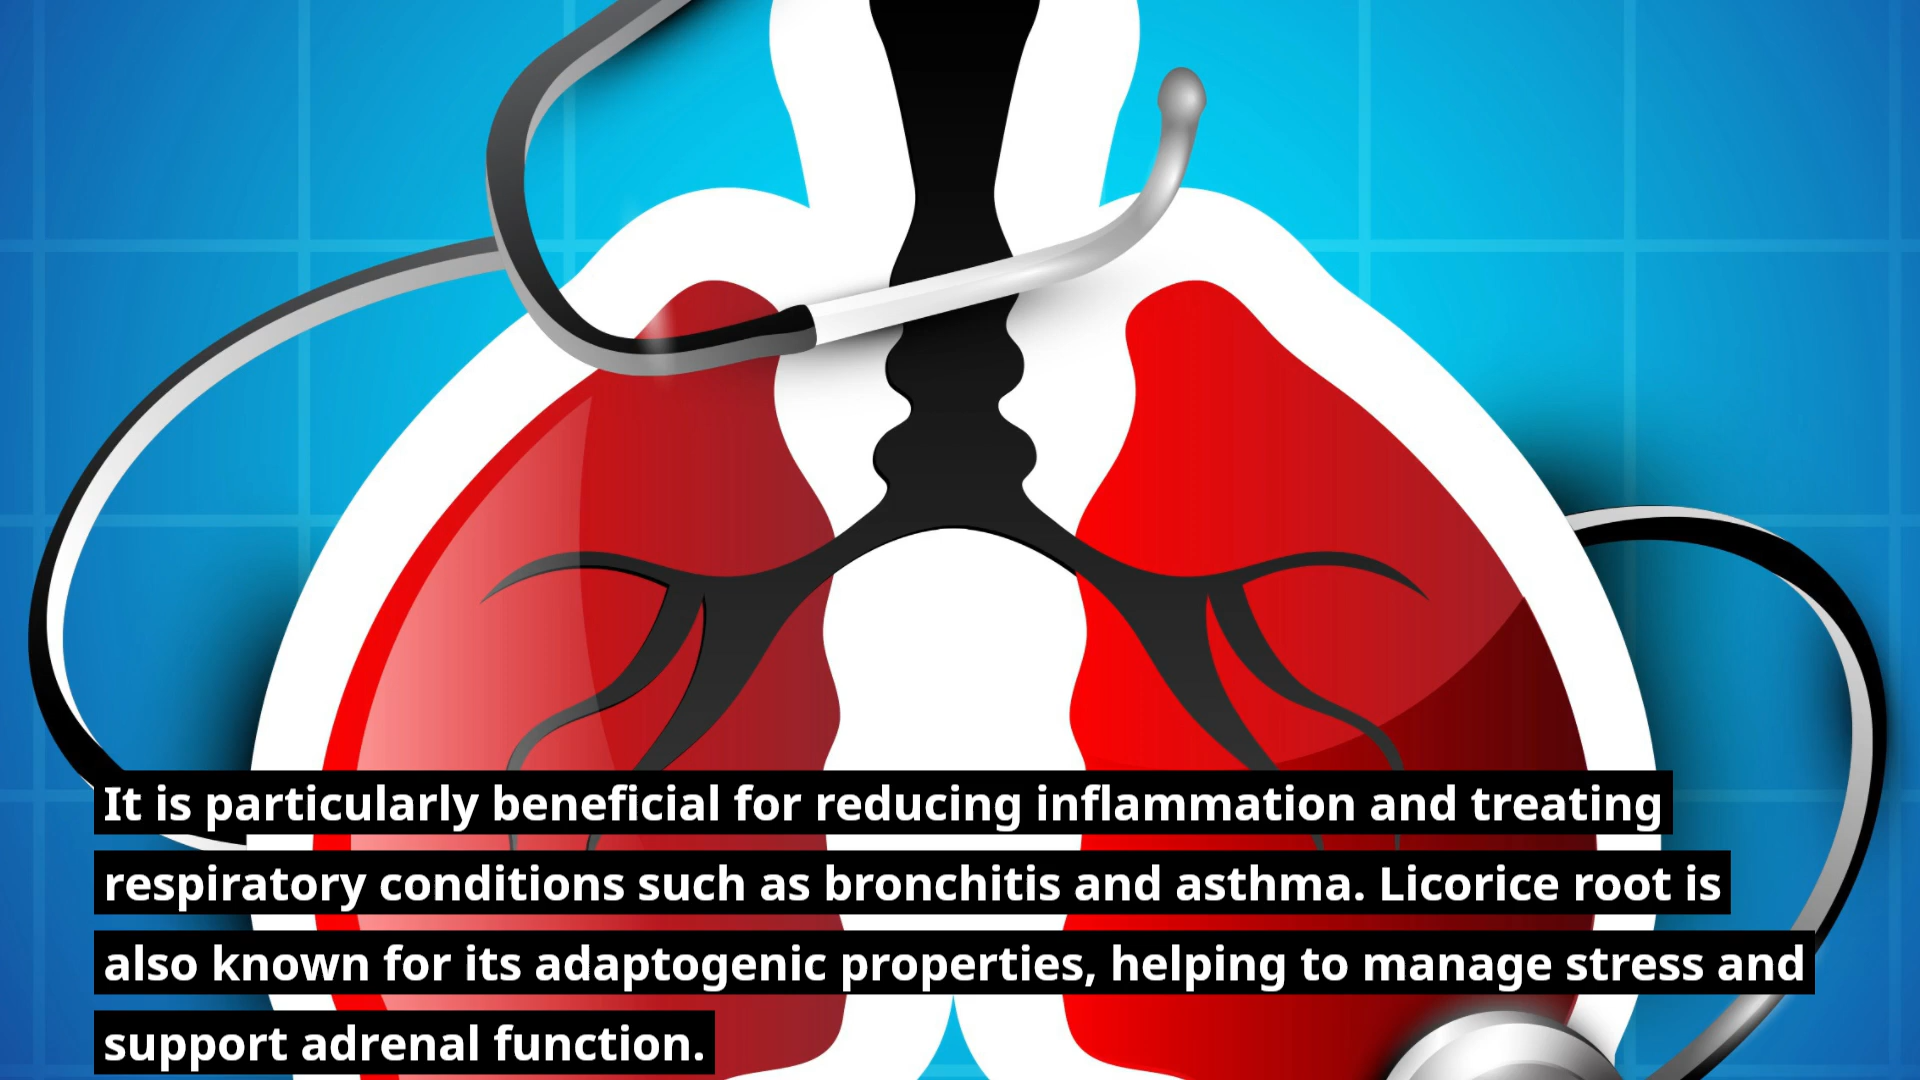 It is particularly beneficial for reducing inflammation and treating
respiratory conditions such as bronchitis and asthma. Licorice root is
also known for its adaptogenic properties, helping to manage stress and
support adrenal function.